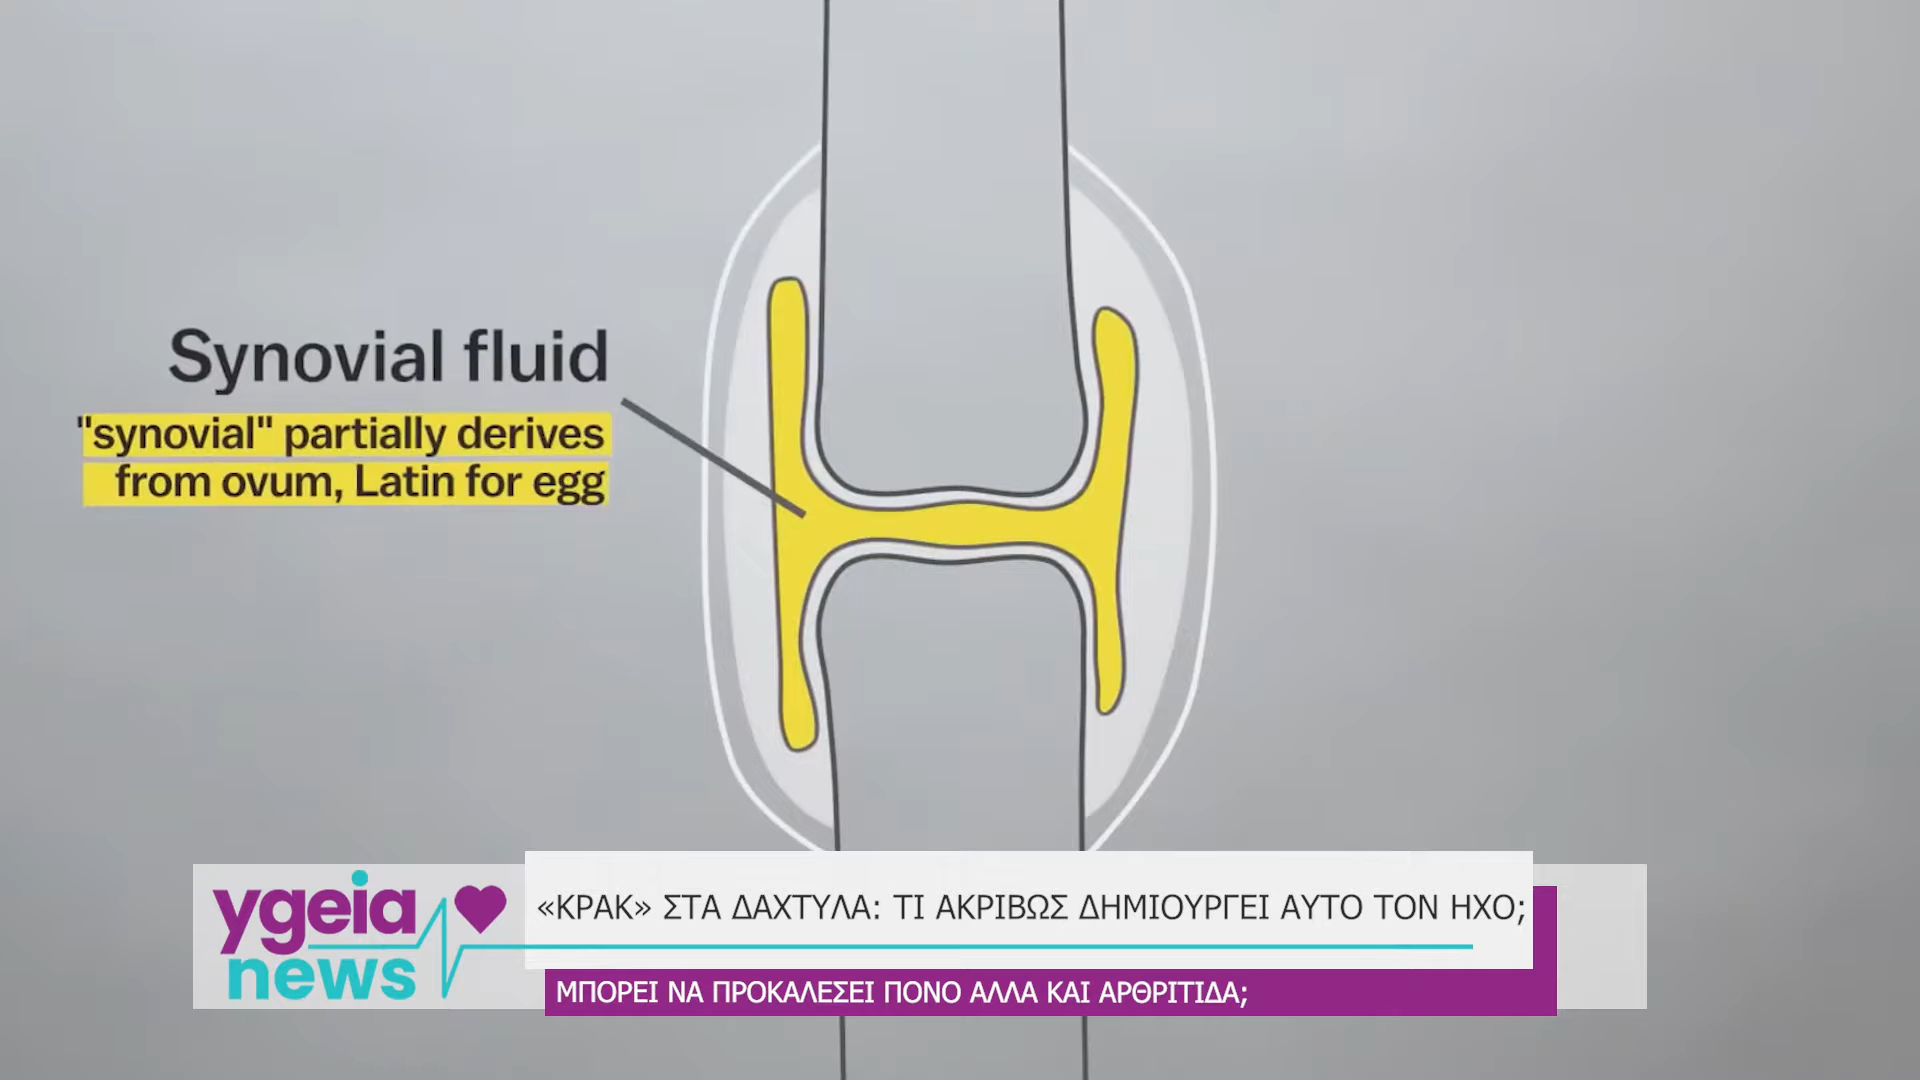 Synovial fluid
"synovial" partially derives
from ovum, Latin for egg
ygeia
news
«ΚΡΑΚ» ΣΤΑ ΔΑΧΤΥΛΑ: ΤΙ ΑΚΡΙΒΩΣ ΔΗΜΙΟΥΡΓΕΙ ΑΥΤΟ ΤΟΝ ΗΧΟ;
ΜΠΟΡΕΙ ΝΑ ΠΡΟΚΑΛΕΣΕΙ ΠΟΝΟ ΑΛΛΑ ΚΑΙ ΑΡΘΡΙΤΙΔΑ;